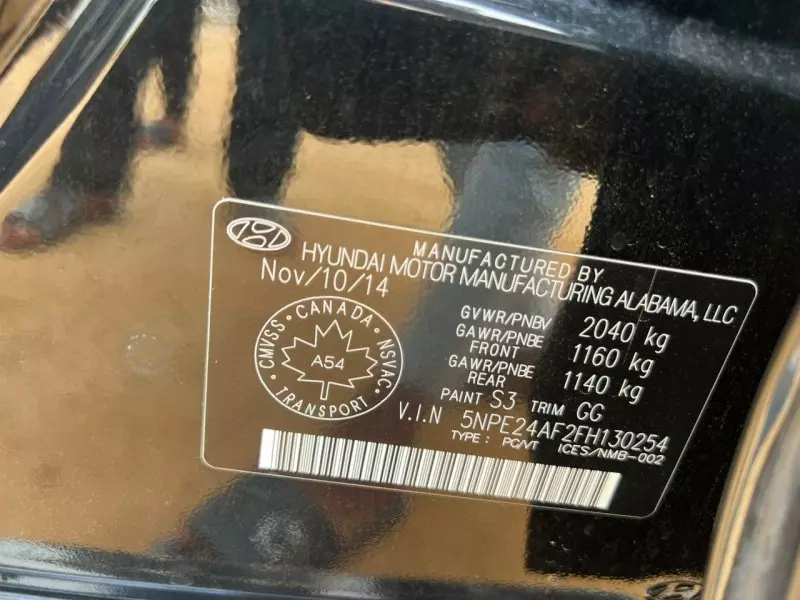 MANUFACTURED BY
HYUNDAI MOTOR MANUFACTURING ALABAMA, LLC
Nov/10/14
GVWR/PNBV 2040 kg
GAWR/PNBE FRONT 1160 kg
GAWR/PNBE REAR 1140 kg
CMVSS · CANADA · NSVAC
A54
· TRANSPORT ·
PAINT S3 TRIM GG
V.I.N 5NPE24AF2FH130254
TYPE : PC/VT ICES/NMB-002